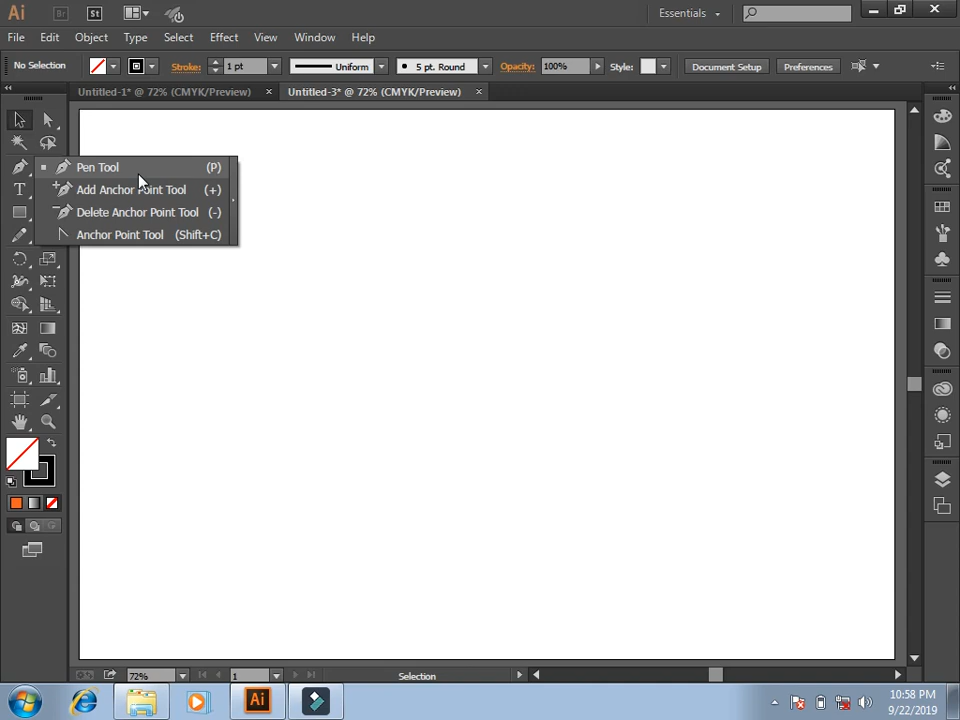 Ai Br St Essentials
File Edit Object Type Select Effect View Window Help
No Selection Stroke: 1 pt Uniform 5 pt. Round Opacity: 100% Style: Document Setup Preferences
Untitled-1* @ 72% (CMYK/Preview) × Untitled-3* @ 72% (CMYK/Preview) ×
Pen Tool (P)
T Add Anchor Point Tool (+)
Delete Anchor Point Tool (-)
Anchor Point Tool (Shift+C)
72% 1 Selection
Ai
10:58 PM
9/22/2019